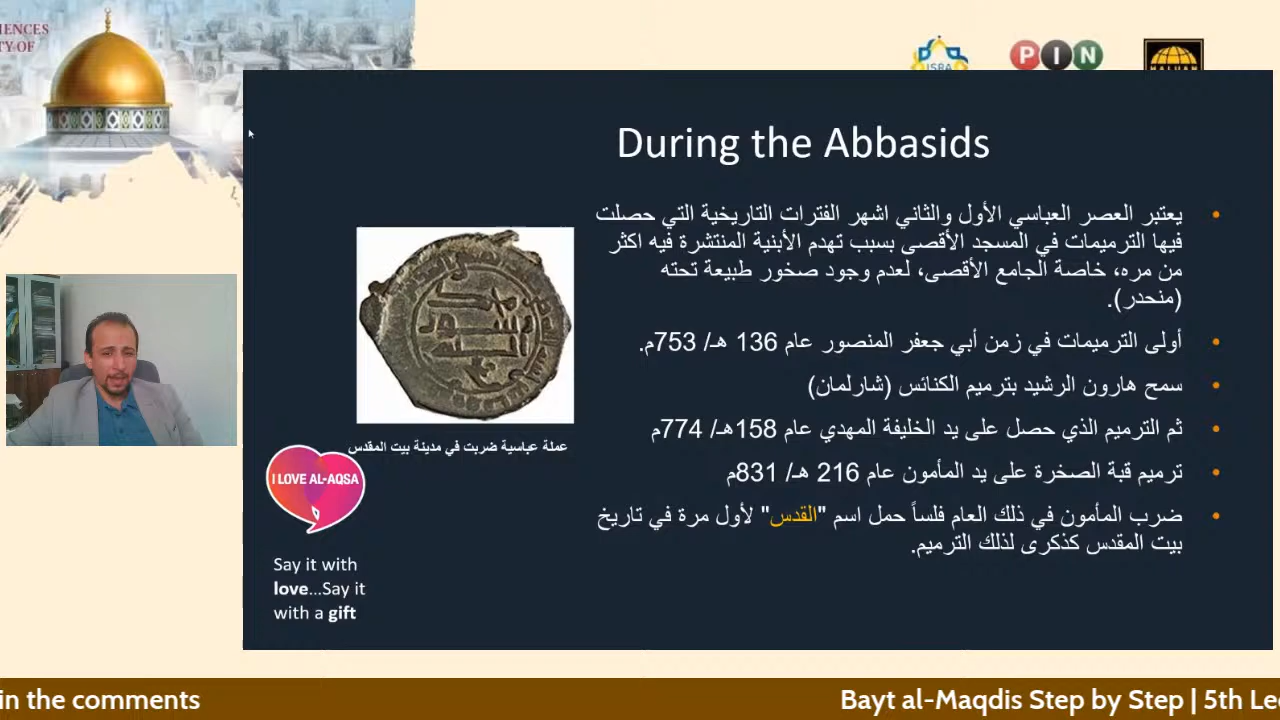 IENCES
TY OF
ISRA
PIN
During the Abbasids
يعتبر العصر العباسي الأول والثاني اشهر الفترات التاريخية التي حصلت
فيها الترميمات في المسجد الأقصى بسبب تهدم الأبنية المنتشرة فيه اكثر
من مره، خاصة الجامع الأقصى، لعدم وجود صخور طبيعة تحته
(منحدر).
أولى الترميمات في زمن أبي جعفر المنصور عام 136 هـ/ 753م.
سمح هارون الرشيد بترميم الكنائس (شارلمان)
ثم الترميم الذي حصل على يد الخليفة المهدي عام 158هـ/ 774م
ترميم قبة الصخرة على يد المأمون عام 216 هـ/ 831م
ضرب المأمون في ذلك العام فلساً حمل اسم "القدس" لأول مرة في تاريخ
بيت المقدس كذكرى لذلك الترميم.
عملة عباسية ضربت في مدينة بيت المقدس
I LOVE AL-AQSA
Say it with
love...Say it
with a gift
in the comments
Bayt al-Maqdis Step by Step | 5th Le